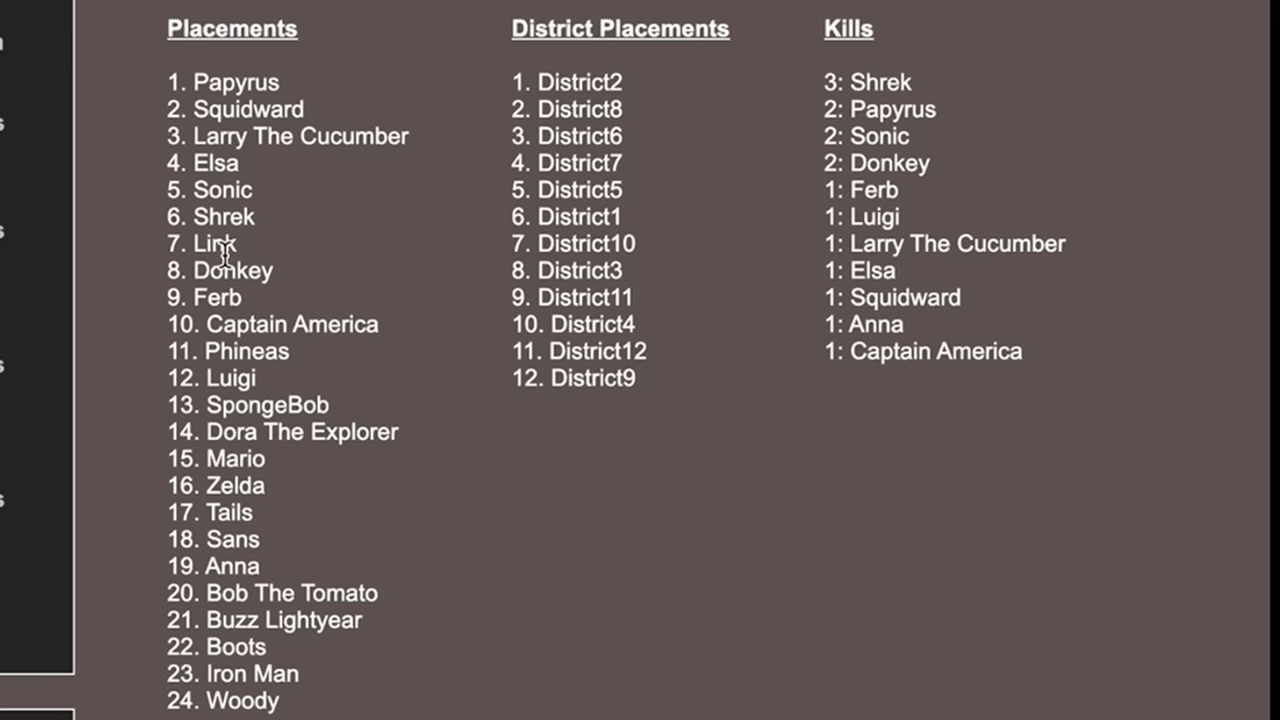 Placements
1. Papyrus
2. Squidward
3. Larry The Cucumber
4. Elsa
5. Sonic
6. Shrek
7. Link
8. Donkey
9. Ferb
10. Captain America
11. Phineas
12. Luigi
13. SpongeBob
14. Dora The Explorer
15. Mario
16. Zelda
17. Tails
18. Sans
19. Anna
20. Bob The Tomato
21. Buzz Lightyear
22. Boots
23. Iron Man
24. Woody
District Placements
1. District2
2. District8
3. District6
4. District7
5. District5
6. District1
7. District10
8. District3
9. District11
10. District4
11. District12
12. District9
Kills
3: Shrek
2: Papyrus
2: Sonic
2: Donkey
1: Ferb
1: Luigi
1: Larry The Cucumber
1: Elsa
1: Squidward
1: Anna
1: Captain America